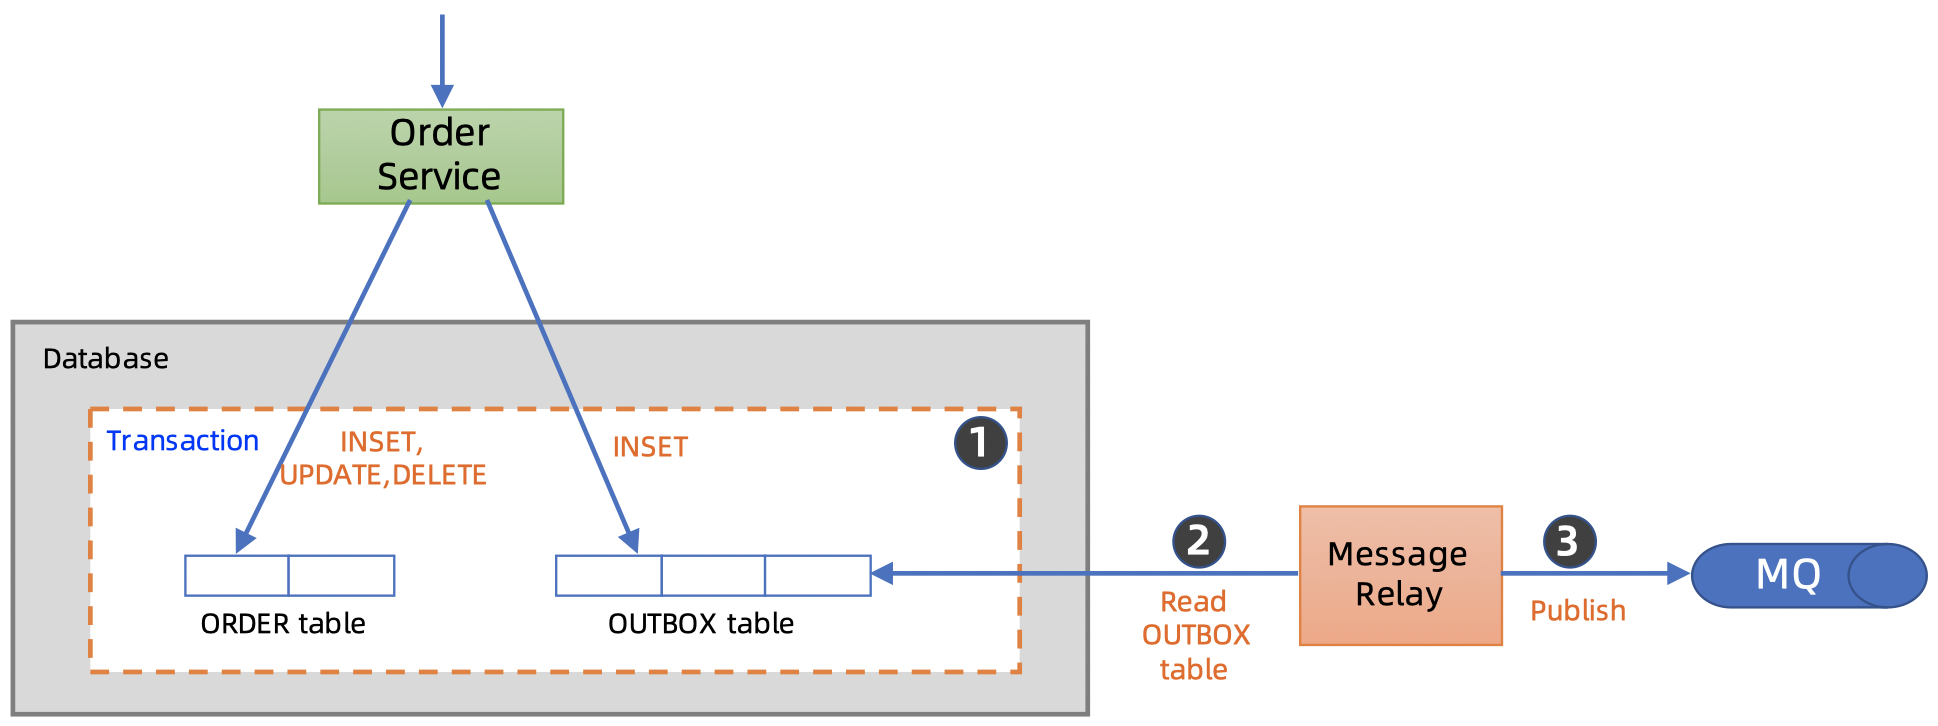 Order
Service
Database
Transaction
INSET,
UPDATE,DELETE
INSET
1
ORDER table
OUTBOX table
2
Read
OUTBOX
table
Message
Relay
3
Publish
MQ